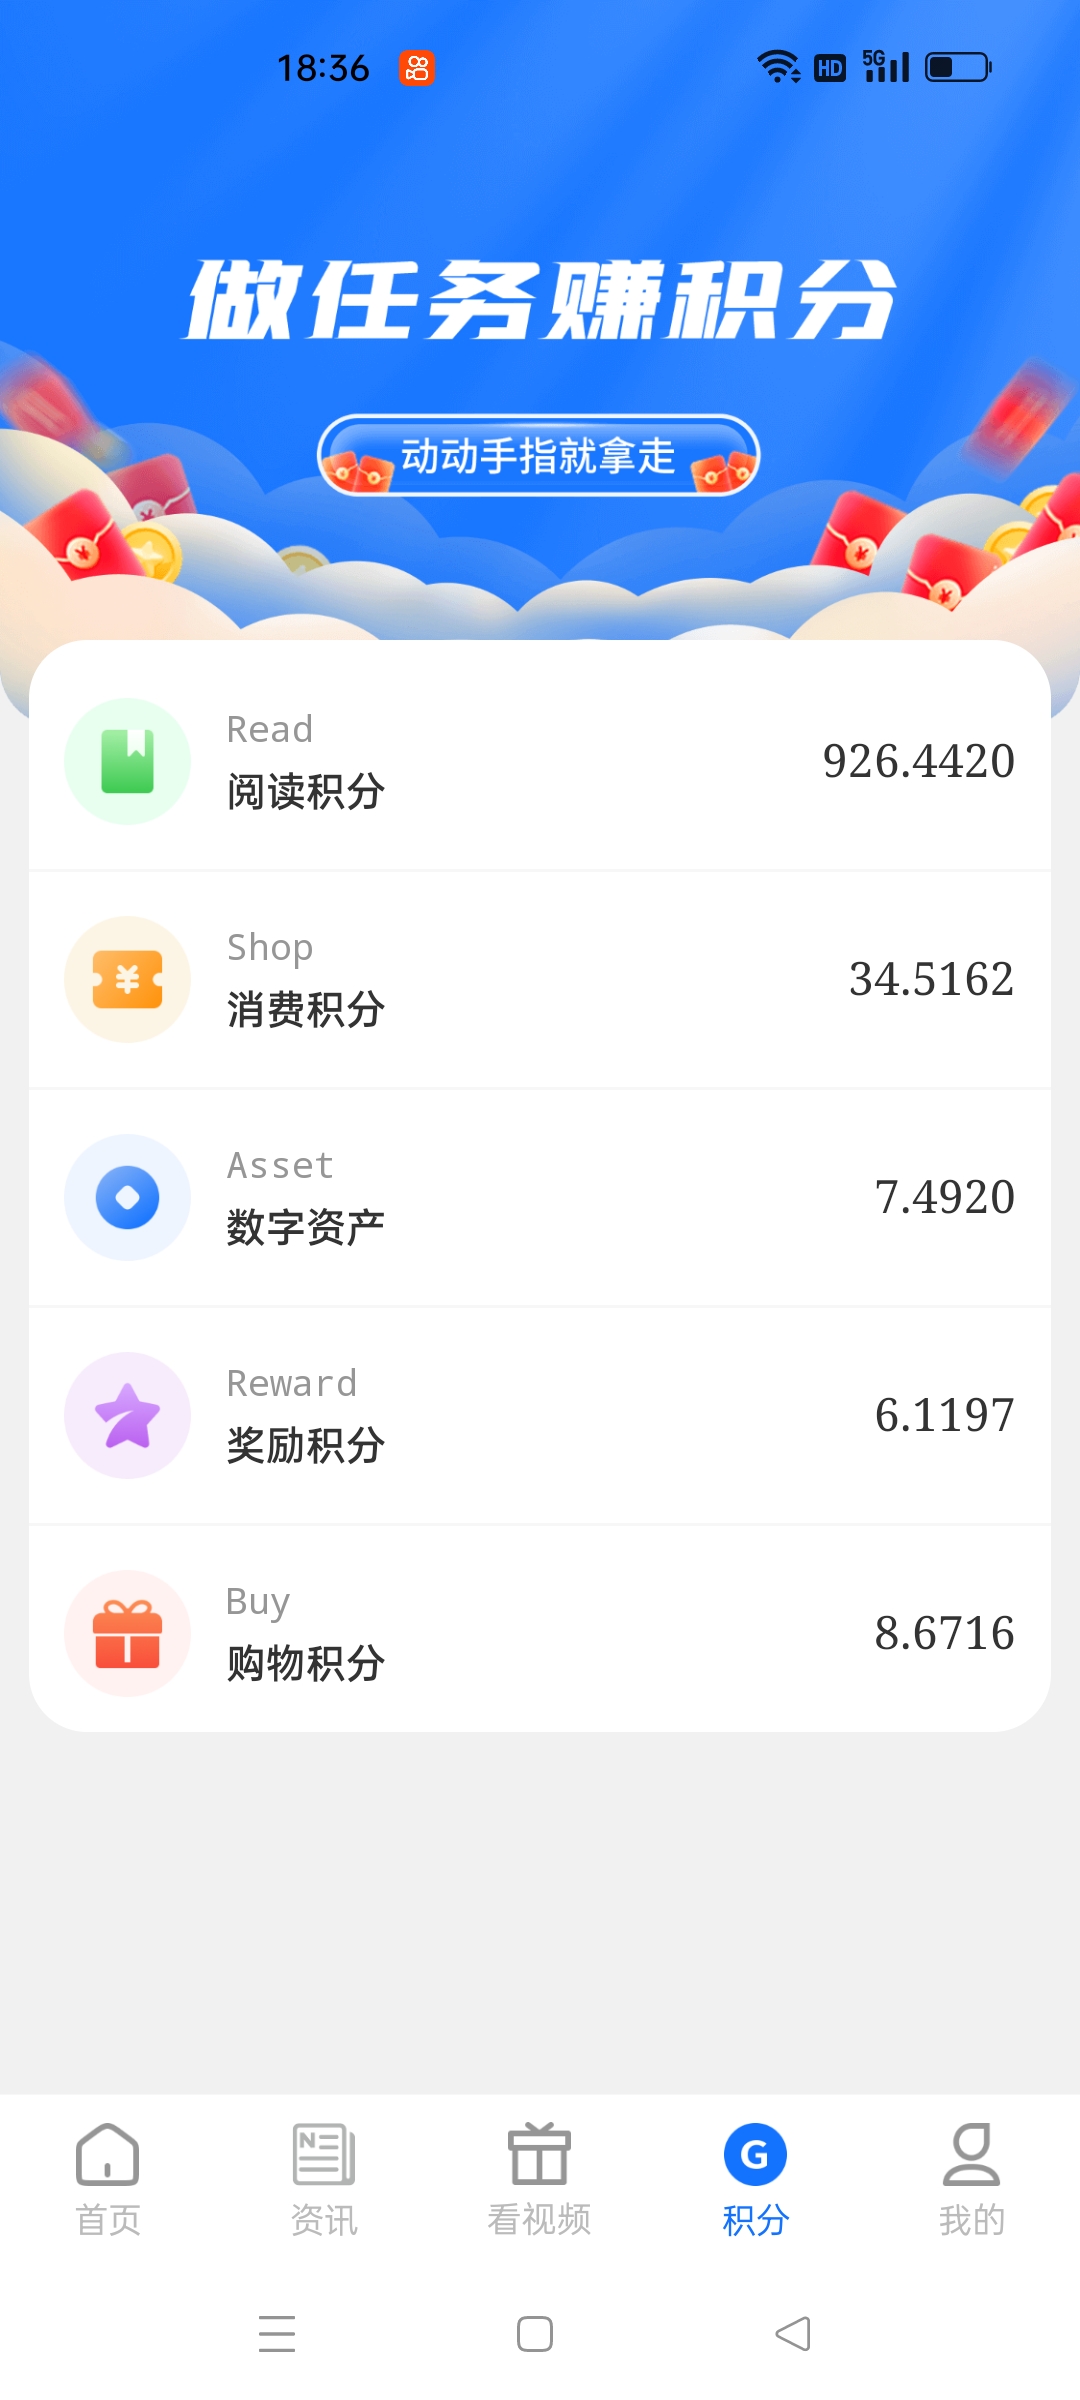 18:36
HD
5G
做任务赚积分
动动手指就拿走
Read
阅读积分
926.4420
Shop
消费积分
34.5162
Asset
数字资产
7.4920
Reward
奖励积分
6.1197
Buy
购物积分
8.6716
首页
资讯
看视频
积分
我的